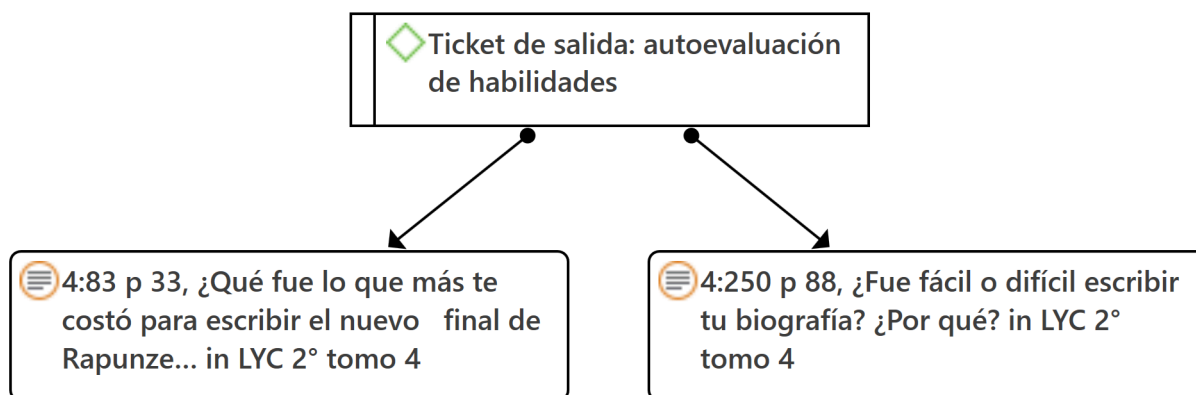 Ticket de salida: autoevaluación
de habilidades
4:83 p 33, ¿Qué fue lo que más te
costó para escribir el nuevo   final de
Rapunze... in LYC 2° tomo 4
4:250 p 88, ¿Fue fácil o difícil escribir
tu biografía? ¿Por qué? in LYC 2°
tomo 4